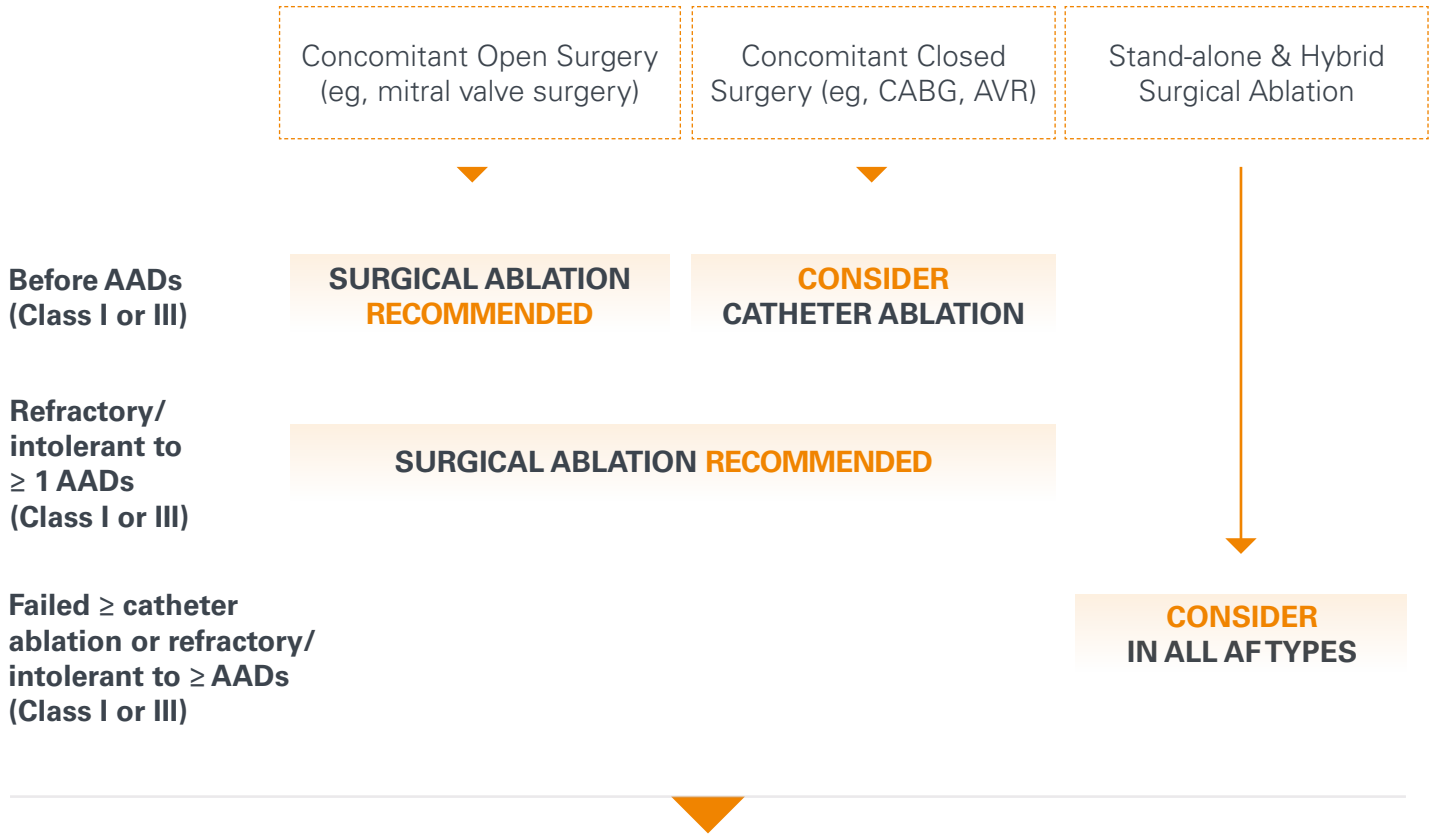 Concomitant Open Surgery
(eg, mitral valve surgery)
Concomitant Closed
Surgery (eg, CABG, AVR)
Stand-alone & Hybrid
Surgical Ablation
Before AADs
(Class I or III)
SURGICAL ABLATION
RECOMMENDED
CONSIDER
CATHETER ABLATION
Refractory/
intolerant to
≥ 1 AADs
(Class I or III)
SURGICAL ABLATION RECOMMENDED
Failed ≥ catheter
ablation or refractory/
intolerant to ≥ AADs
(Class I or III)
CONSIDER
IN ALL AF TYPES